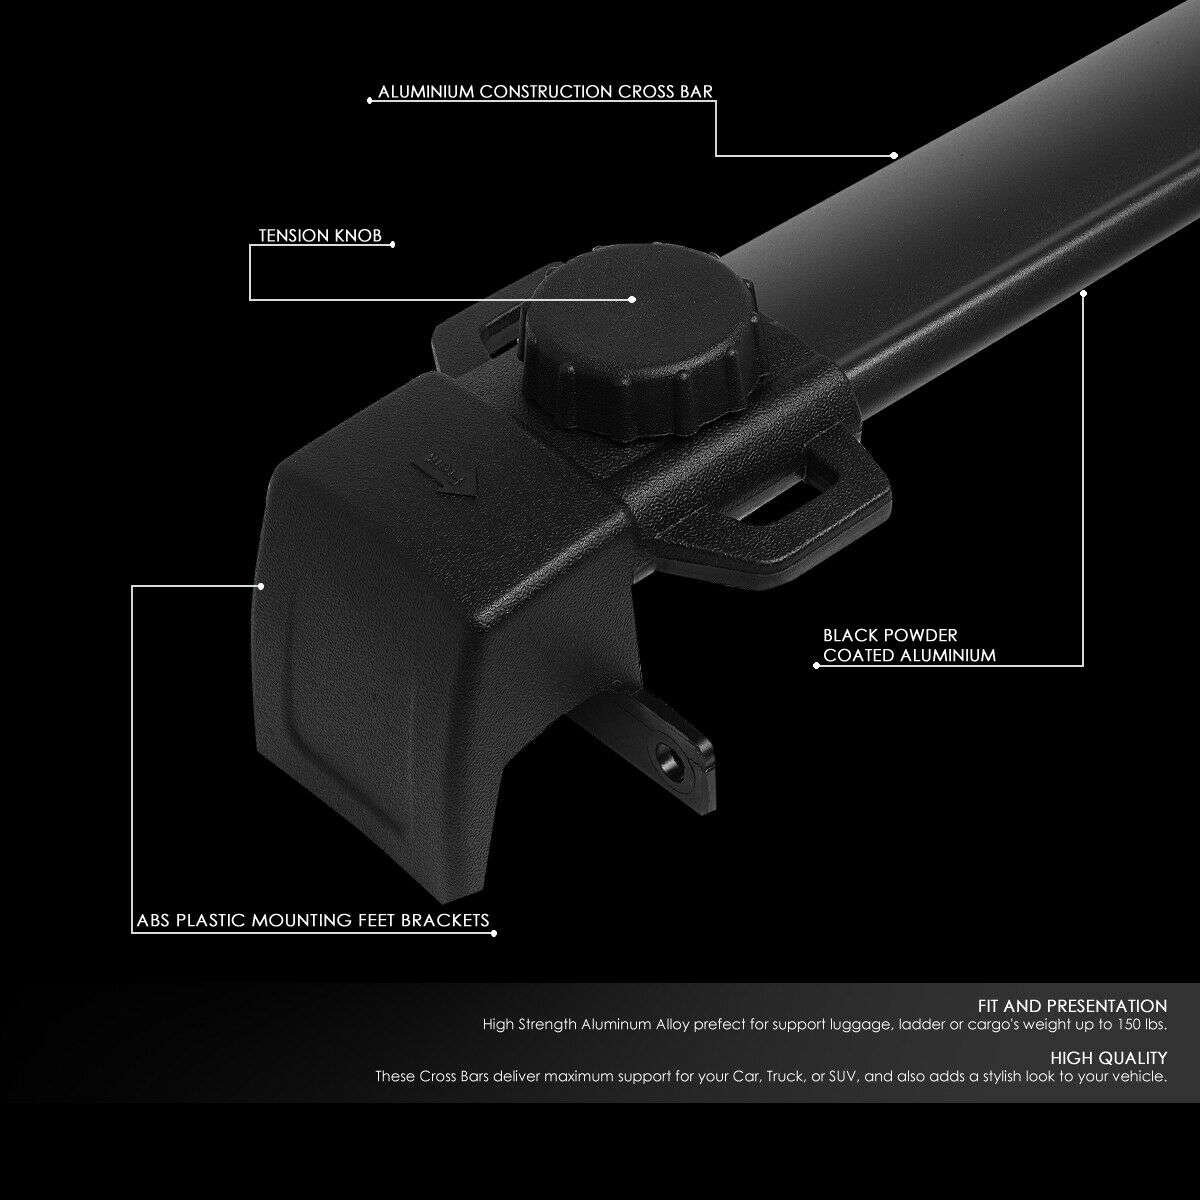 ALUMINIUM CONSTRUCTION CROSS BAR
TENSION KNOB
Front
BLACK POWDER
COATED ALUMINIUM
ABS PLASTIC MOUNTING FEET BRACKETS
FIT AND PRESENTATION
High Strength Aluminum Alloy prefect for support luggage, ladder or cargo's weight up to 150 lbs.
HIGH QUALITY
These Cross Bars deliver maximum support for your Car, Truck, or SUV, and also adds a stylish look to your vehicle.